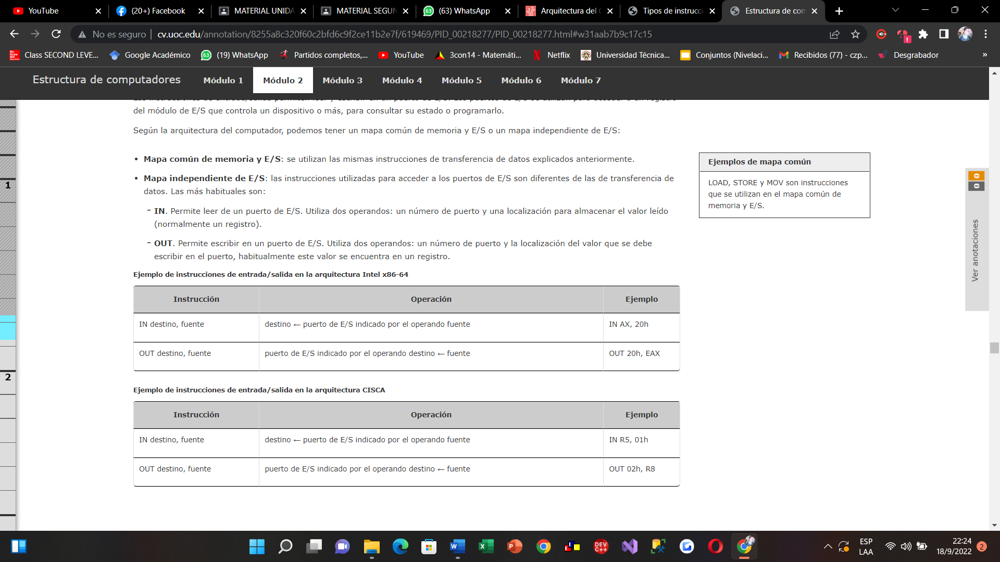 YouTube
(20+) Facebook
MATERIAL UNIDA
MATERIAL SEGUN
(63) WhatsApp
Arquitectura del
Tipos de instrucci
Estructura de com
No es seguro
cv.uoc.edu/annotation/8255a8c320f60c2bfd6c9f2ce11b2e7f/619469/PID_00218277/PID_00218277.html#w31aab7b9c17c15
Class SECOND LEVE...
Google Académico
(19) WhatsApp
Partidos completos,...
YouTube
3con14 - Matemáti...
Netflix
Universidad Técnica...
Conjuntos (Nivelaci...
Recibidos (77) - czp...
Desgrabador
»
Estructura de computadores
Módulo 1
Módulo 2
Módulo 3
Módulo 4
Módulo 5
Módulo 6
Módulo 7
del módulo de E/S que controla un dispositivo o más, para consultar su estado o programarlo.
Según la arquitectura del computador, podemos tener un mapa común de memoria y E/S o un mapa independiente de E/S:
• Mapa común de memoria y E/S: se utilizan las mismas instrucciones de transferencia de datos explicados anteriormente.
• Mapa independiente de E/S: las instrucciones utilizadas para acceder a los puertos de E/S son diferentes de las de transferencia de
datos. Las más habituales son:
- IN. Permite leer de un puerto de E/S. Utiliza dos operandos: un número de puerto y una localización para almacenar el valor leído
(normalmente un registro).
- OUT. Permite escribir en un puerto de E/S. Utiliza dos operandos: un número de puerto y la localización del valor que se debe
escribir en el puerto, habitualmente este valor se encuentra en un registro.
Ejemplos de mapa común
LOAD, STORE y MOV son instrucciones
que se utilizan en el mapa común de
memoria y E/S.
Ejemplo de instrucciones de entrada/salida en la arquitectura Intel x86-64
Instrucción Operación Ejemplo
IN destino, fuente destino ← puerto de E/S indicado por el operando fuente IN AX, 20h
OUT destino, fuente puerto de E/S indicado por el operando destino ← fuente OUT 20h, EAX
Ejemplo de instrucciones de entrada/salida en la arquitectura CISCA
Instrucción Operación Ejemplo
IN destino, fuente destino ← puerto de E/S indicado por el operando fuente IN R5, 01h
OUT destino, fuente puerto de E/S indicado por el operando destino ← fuente OUT 02h, R8
1
2
0
0
Ver anotaciones
ESP
LAA
22:24
18/9/2022
2